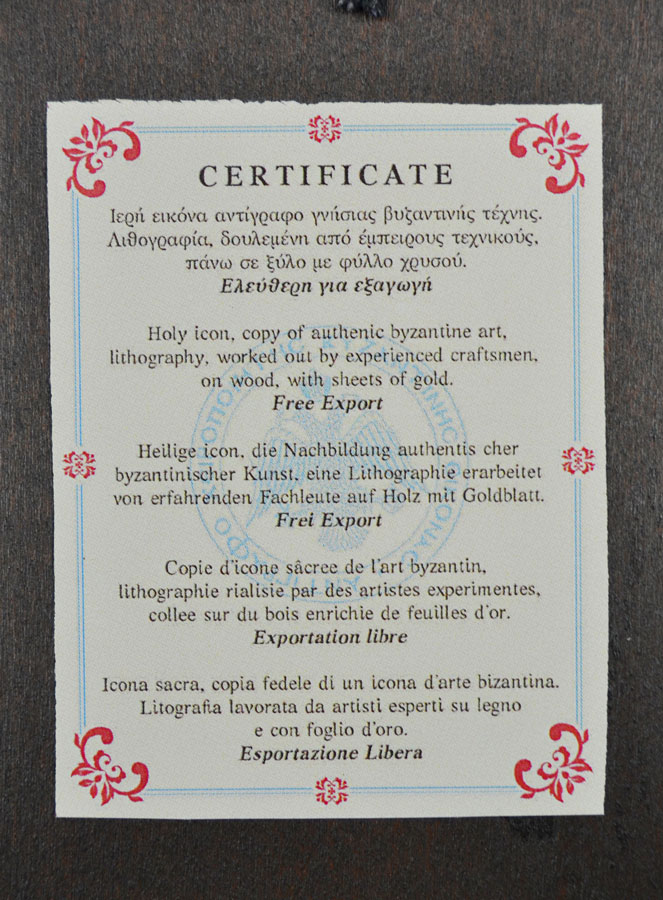 CERTIFICATE
Ιερή εικόνα αντίγραφο γνήσιας βυζαντινής τέχνης.
Λιθογραφία, δουλεμένη από έμπειρους τεχνικούς,
πάνω σε ξύλο με φύλλο χρυσού.
Ελεύθερη για εξαγωγή
Holy icon, copy of authenic byzantine art,
lithography, worked out by experienced craftsmen,
on wood, with sheets of gold.
Free Export
Heilige icon, die Nachbildung authentis cher
byzantinischer Kunst, eine Lithographie erarbeitet
von erfahrenden Fachleute auf Holz mit Goldblatt.
Frei Export
Copie d'icone sâcree de l'art byzantin,
lithographie rialisie par des artistes experimentes,
collee sur du bois enrichie de feuilles d'or.
Exportation libre
Icona sacra, copia fedele di un icona d'arte bizantina.
Litografia lavorata da artisti esperti su legno
e con foglio d'oro.
Esportazione Libera